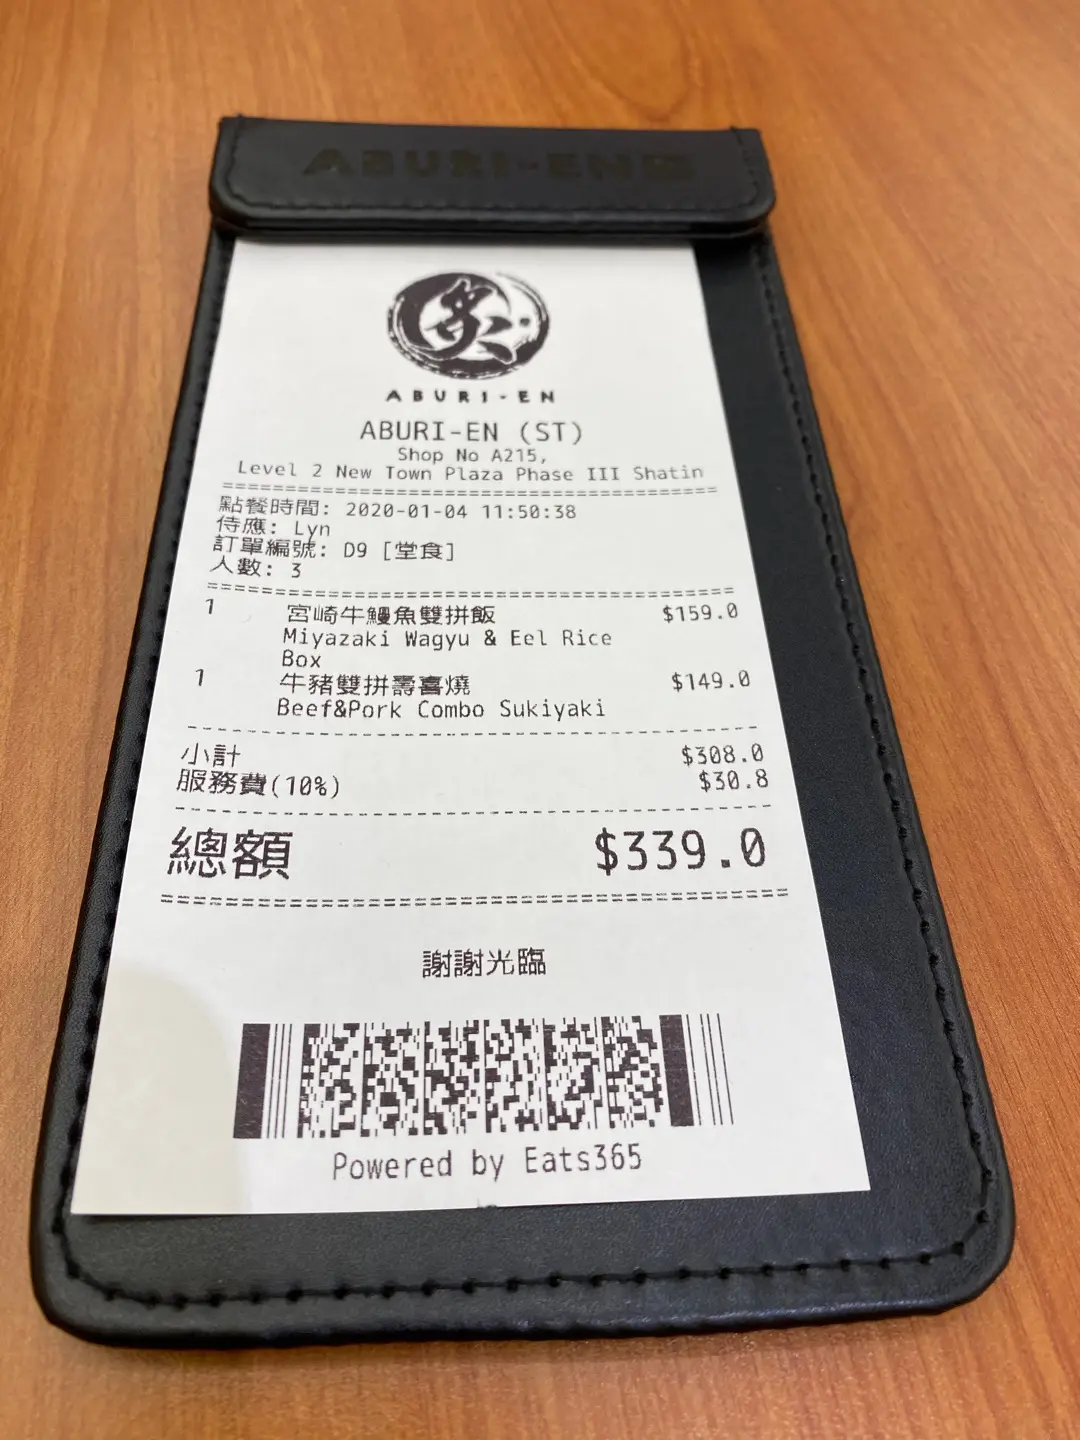 ABURI-EN
炙
ABURI-EN
ABURI-EN (ST)
Shop No A215,
Level 2 New Town Plaza Phase III Shatin
點餐時間: 2020-01-04 11:50:38
侍應: Lyn
訂單編號: D9 [堂食]
人數: 3
1 宮崎牛鰻魚雙拼飯 $159.0
Miyazaki Wagyu & Eel Rice
Box
1 牛豬雙拼壽喜燒 $149.0
Beef&Pork Combo Sukiyaki
小計 $308.0
服務費(10%) $30.8
總額 $339.0
謝謝光臨
Powered by Eats365